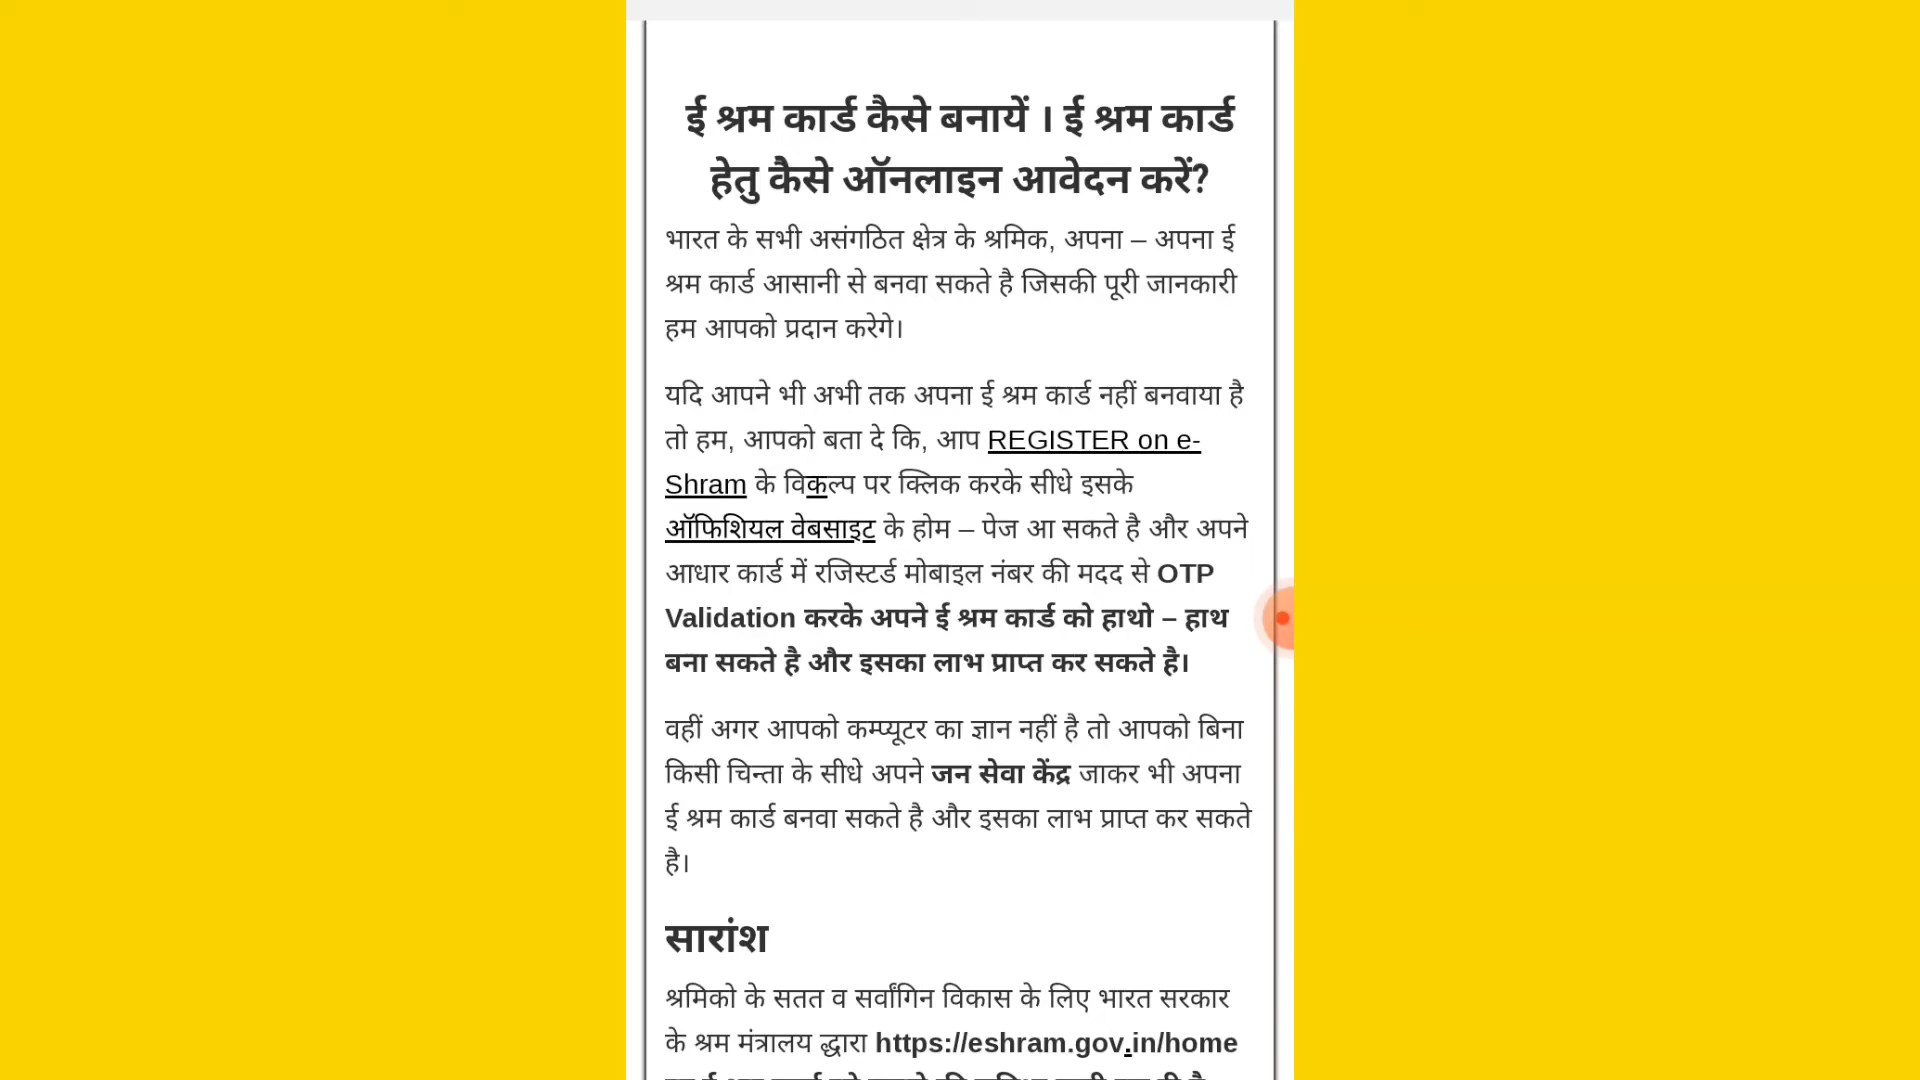 ई श्रम कार्ड कैसे बनायें । ई श्रम कार्ड
हेतु कैसे ऑनलाइन आवेदन करें?
भारत के सभी असंगठित क्षेत्र के श्रमिक, अपना – अपना ई
श्रम कार्ड आसानी से बनवा सकते है जिसकी पूरी जानकारी
हम आपको प्रदान करेगे।
यदि आपने भी अभी तक अपना ई श्रम कार्ड नहीं बनवाया है
तो हम, आपको बता दे कि, आप REGISTER on e-
Shram के विकल्प पर क्लिक करके सीधे इसके
ऑफिशियल वेबसाइट के होम – पेज आ सकते है और अपने
आधार कार्ड में रजिस्टर्ड मोबाइल नंबर की मदद से OTP
Validation करके अपने ई श्रम कार्ड को हाथो – हाथ
बना सकते है और इसका लाभ प्राप्त कर सकते है।
वहीं अगर आपको कम्प्यूटर का ज्ञान नहीं है तो आपको बिना
किसी चिन्ता के सीधे अपने जन सेवा केंद्र जाकर भी अपना
ई श्रम कार्ड बनवा सकते है और इसका लाभ प्राप्त कर सकते
है।
सारांश
श्रमिको के सतत व सर्वांगिन विकास के लिए भारत सरकार
के श्रम मंत्रालय द्धारा https://eshram.gov.in/home